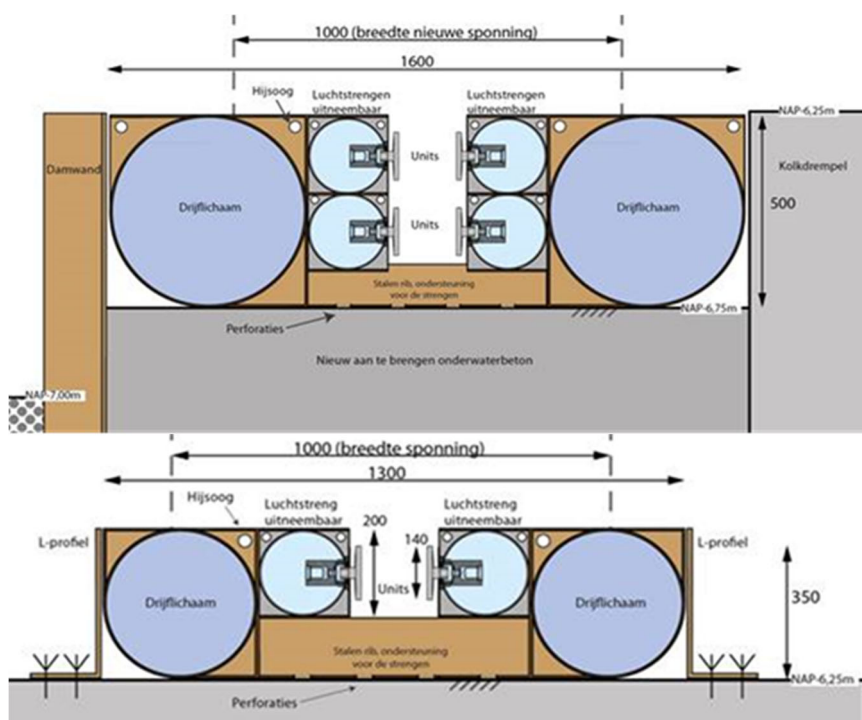 1000 (breedte nieuwe sponning)
1600
Hijsoog
Luchtstrengen
uitneembaar
Luchtstrengen
uitneembaar
NAP-6,25m
Damwand
Units
Kolkdrempel
Drijflichaam
Drijflichaam
500
Units
Stalen rib, ondersteuning
voor de strengen
NAP-6,75m
Perforaties
Nieuw aan te brengen onderwaterbeton
NAP-7,00m
1000 (breedte sponning)
1300
Hijsoog
Luchtstreng
uitneembaar
Luchtstreng
uitneembaar
200
L-profiel
140
L-profiel
Units
Drijflichaam
Drijflichaam
350
Stalen rib, ondersteuning
voor de strengen
NAP-6,25m
Perforaties